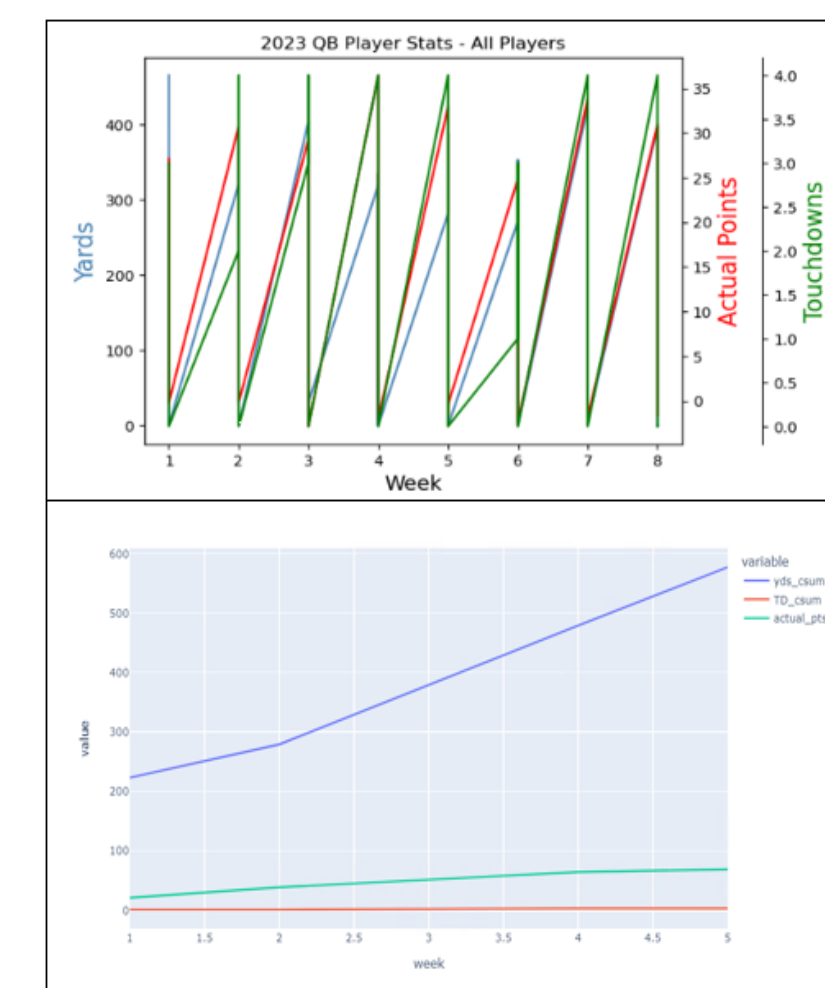 2023 QB Player Stats - All Players
400
300
200
100
0
Yards
35
30
25
20
15
10
5
0
Actual Points
4.0
3.5
3.0
2.5
2.0
1.5
1.0
0.5
0.0
Touchdowns
1 2 3 4 5 6 7 8
Week
600
500
400
300
200
100
0
value
variable
yds_csum
TD_csum
actual_pts
1 1.5 2 2.5 3 3.5 4 4.5 5
week